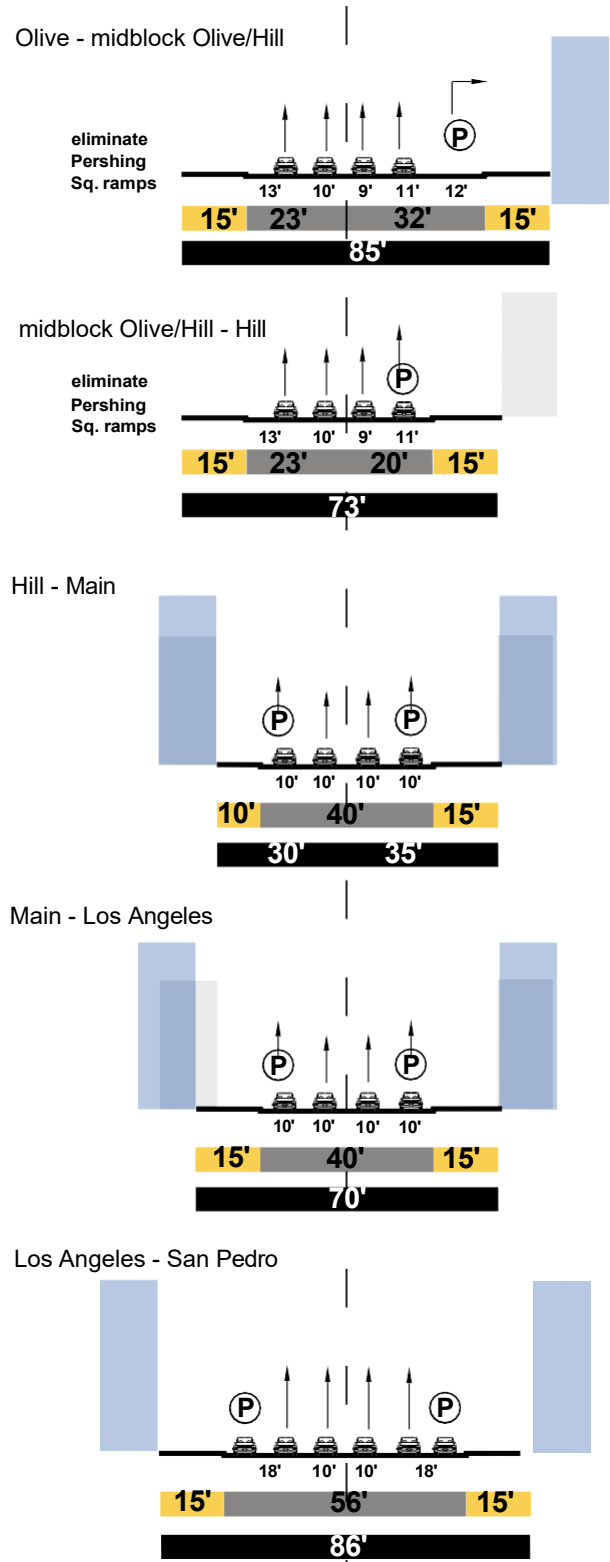 Olive - midblock Olive/Hill
P
eliminate
Pershing
Sq. ramps
13' 10' 9' 11' 12'
15' 23' 32' 15'
85'
midblock Olive/Hill - Hill
P
eliminate
Pershing
Sq. ramps
13' 10' 9' 11'
15' 23' 20' 15'
73'
Hill - Main
P P
10' 10' 10' 10'
10' 40' 15'
30' 35'
Main - Los Angeles
P P
10' 10' 10' 10'
15' 40' 15'
70'
Los Angeles - San Pedro
P P
18' 10' 10' 18'
15' 56' 15'
86'